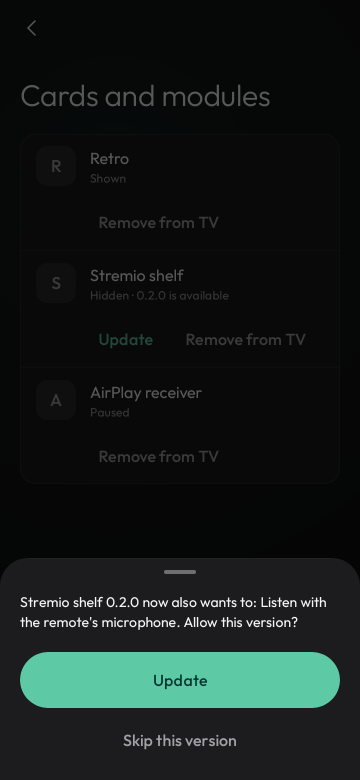 Cards and modules
R
Retro
Shown
Remove from TV
S
Stremio shelf
Hidden · 0.2.0 is available
Update
Remove from TV
A
AirPlay receiver
Paused
Remove from TV
Stremio shelf 0.2.0 now also wants to: Listen with
the remote's microphone. Allow this version?
Update
Skip this version